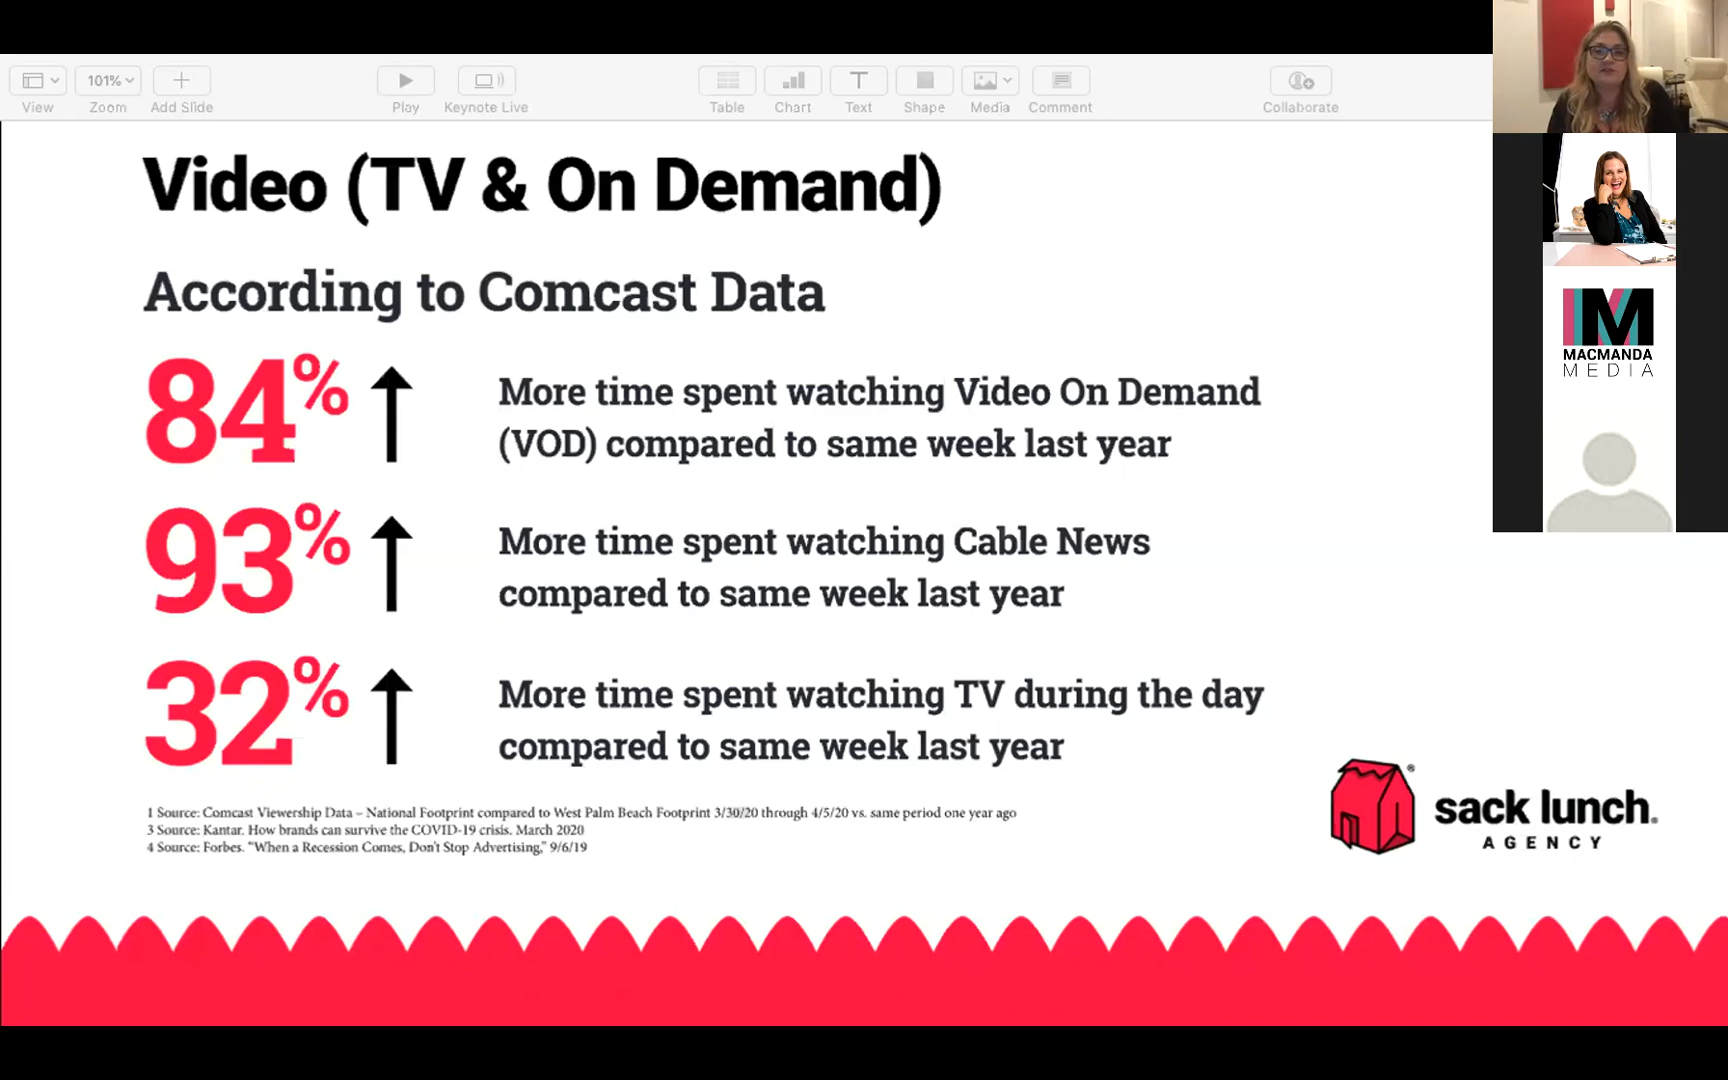 101%
View
Zoom
Add Slide
Play
Keynote Live
Table
Chart
Text
Shape
Media
Comment
Collaborate
Video (TV & On Demand)
According to Comcast Data
84%
More time spent watching Video On Demand
(VOD) compared to same week last year
93%
More time spent watching Cable News
compared to same week last year
32%
More time spent watching TV during the day
compared to same week last year
1 Source: Comcast Viewership Data – National Footprint compared to West Palm Beach Footprint 3/30/20 through 4/5/20 vs. same period one year ago
3 Source: Kantar. How brands can survive the COVID-19 crisis. March 2020
4 Source: Forbes. “When a Recession Comes, Don't Stop Advertising,” 9/6/19
sack lunch®
AGENCY
M
MACMANDA
MEDIA